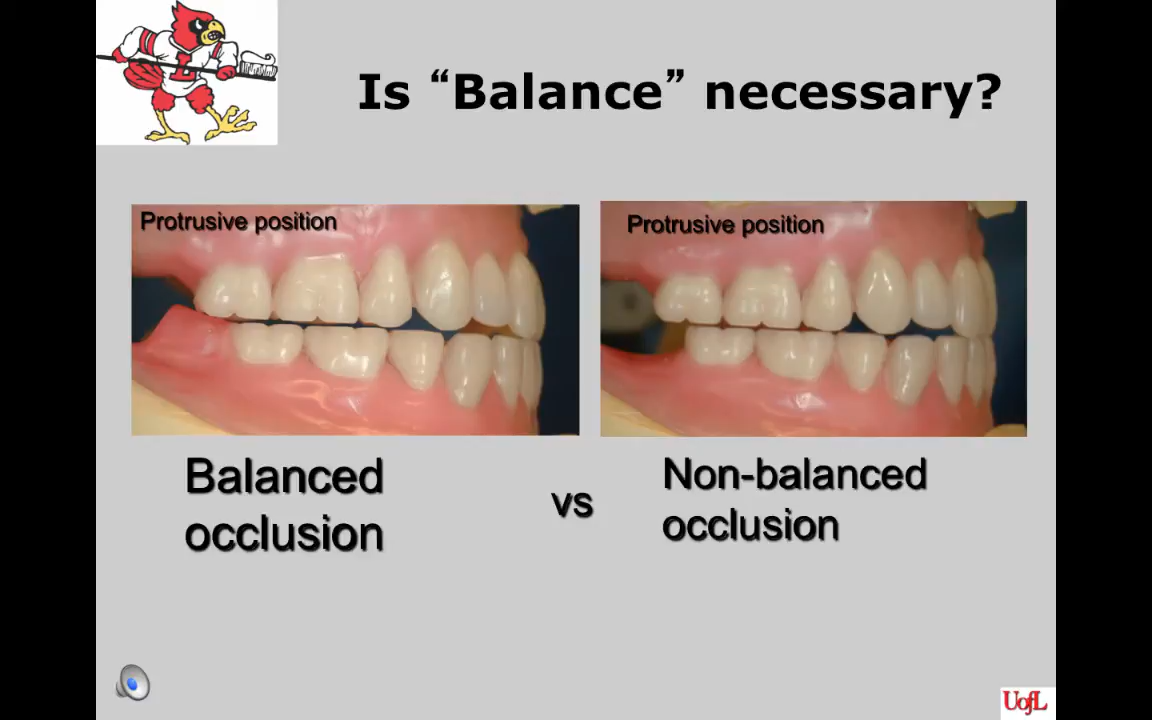 Is “Balance” necessary?
Protrusive position
Protrusive position
Balanced
occlusion
vs
Non-balanced
occlusion
L
UofL